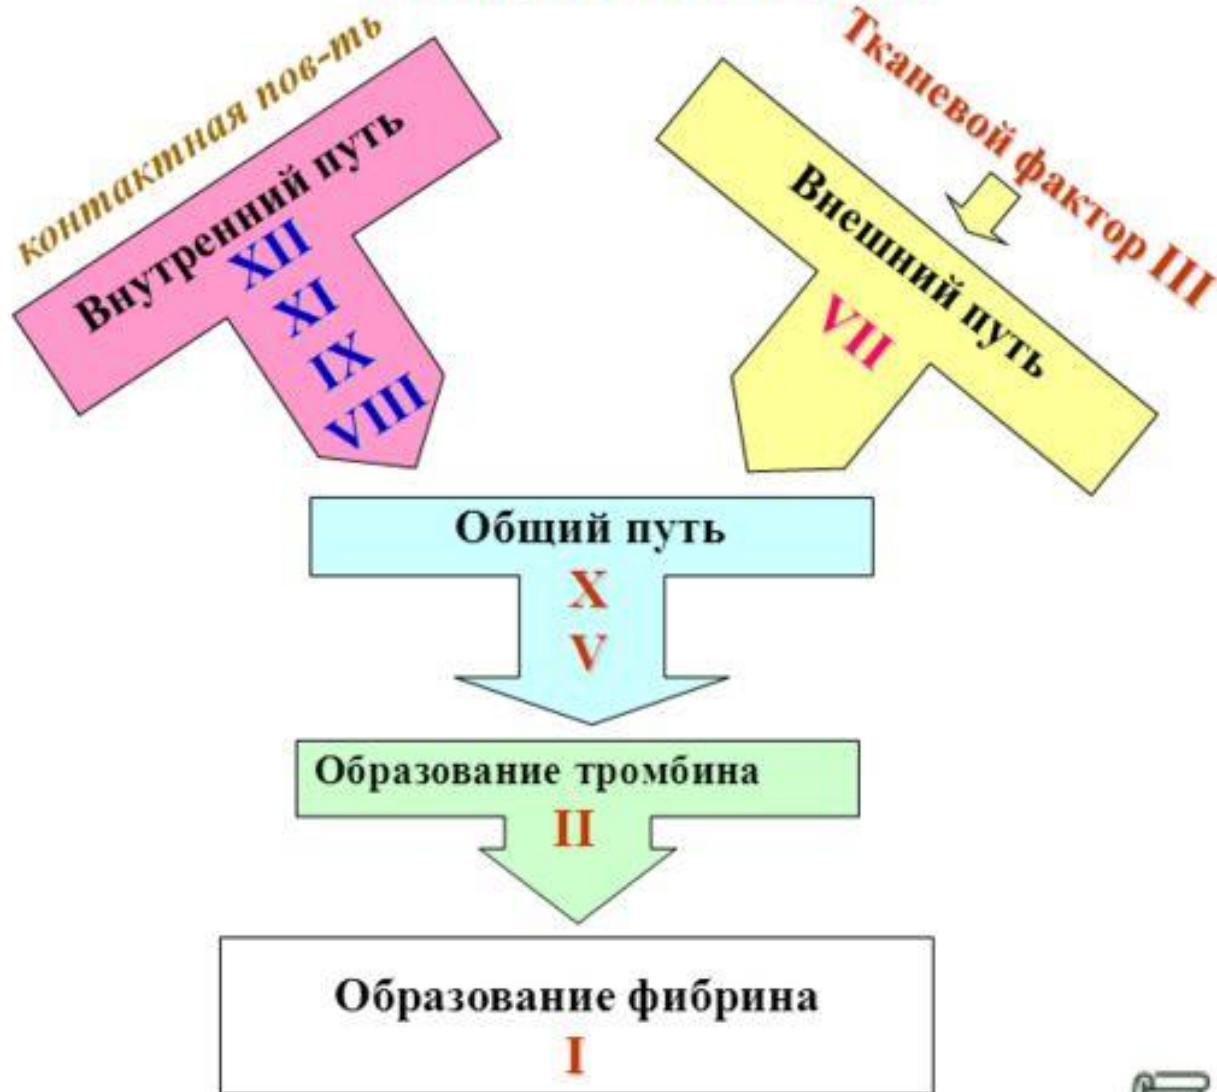 контактная пов-ть
Внутренний путь
XII
XI
IX
VIII
Тканевой фактор III
Внешний путь
VII
Общий путь
X
V
Образование тромбина
II
Образование фибрина
I